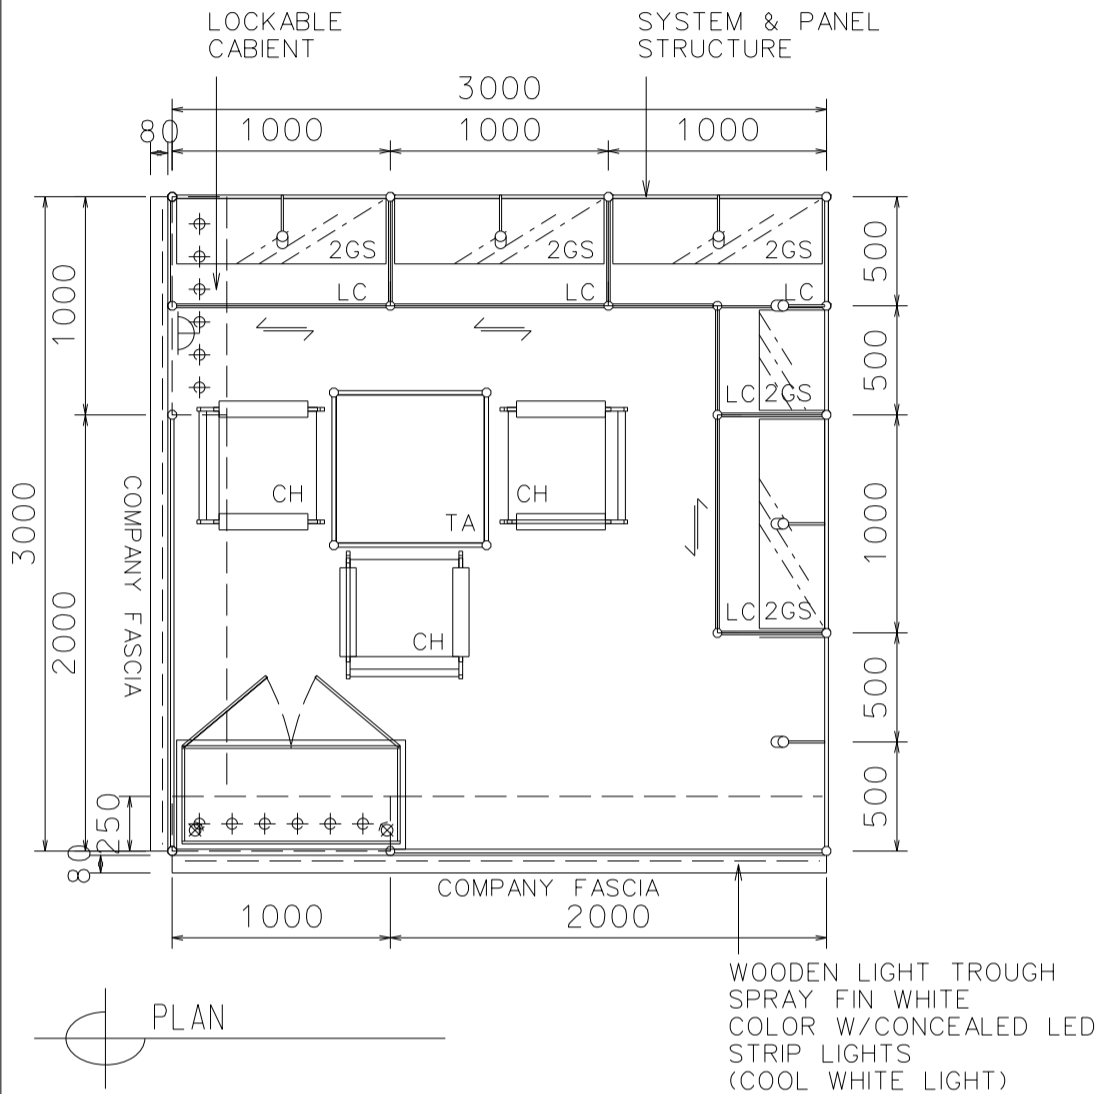 LOCKABLE
CABIENT
SYSTEM & PANEL
STRUCTURE
3000
80
1000
1000
1000
2GS
2GS
2GS
LC
LC
LC
500
1000
500
LC 2GS
3000
CH
CH
TA
COMPANY FASCIA
1000
2000
CH
LC 2GS
500
250
500
80
COMPANY FASCIA
1000
2000
WOODEN LIGHT TROUGH
SPRAY FIN WHITE
COLOR W/CONCEALED LED
STRIP LIGHTS
(COOL WHITE LIGHT)
PLAN